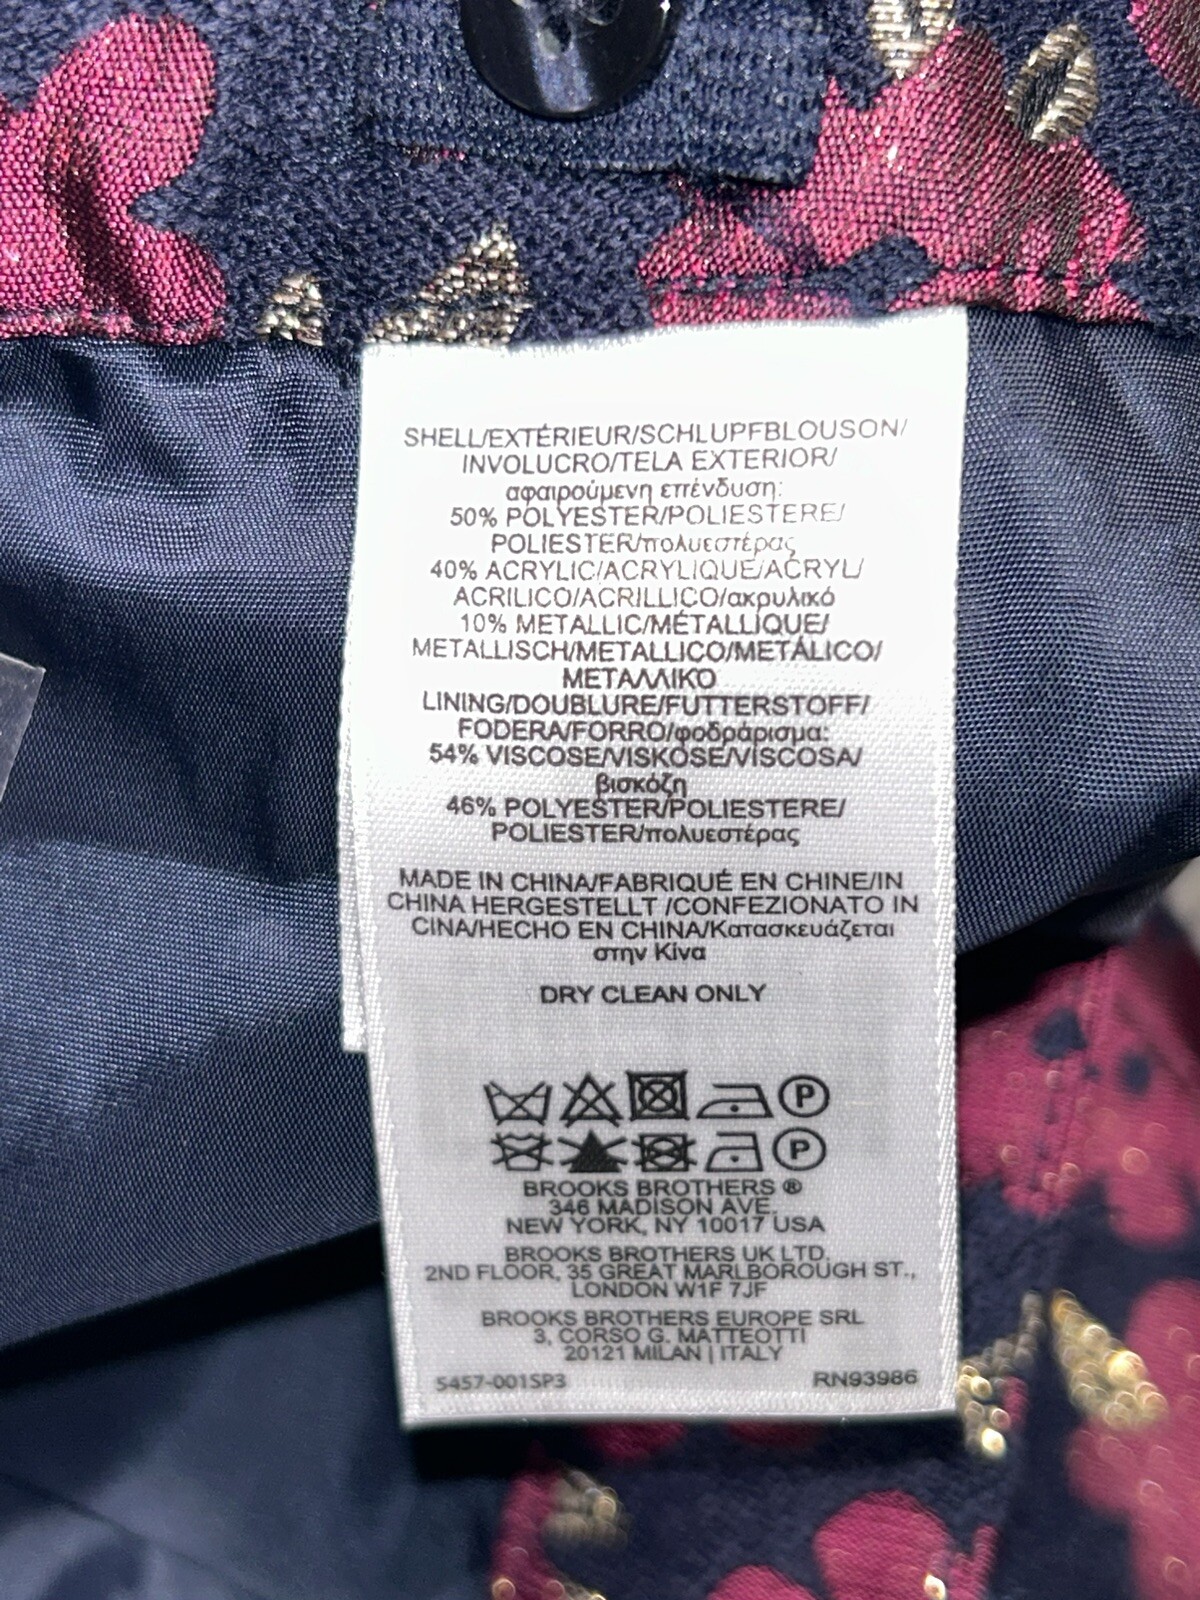 SHELL/EXTÉRIEUR/SCHLUPFBLOUSON/
INVOLUCRO/TELA EXTERIOR/
αφαιρούμενη επένδυση:
50% POLYESTER/POLIESTERE/
POLIESTER/πολυεστέρας
40% ACRYLIC/ACRYLIQUE/ACRYL/
ACRILICO/ACRILLICO/ακρυλικό
10% METALLIC/MÉTALLIQUE/
METALLISCH/METALLICO/METÁLICO/
ΜΕΤΑΛΛΙΚΌ
LINING/DOUBLURE/FUTTERSTOFF/
FODERA/FORRO/φοδράρισμα:
54% VISCOSE/VISKOSE/VISCOSA/
βισκόζη
46% POLYESTER/POLIESTERE/
POLIESTER/πολυεστέρας
MADE IN CHINA/FABRIQUÉ EN CHINE/IN
CHINA HERGESTELLT /CONFEZIONATO IN
CINA/HECHO EN CHINA/Κατασκευάζεται
στην Κίνα
DRY CLEAN ONLY
P
P
BROOKS BROTHERS ®
346 MADISON AVE.
NEW YORK, NY 10017 USA
BROOKS BROTHERS UK LTD.
2ND FLOOR, 35 GREAT MARLBOROUGH ST.,
LONDON W1F 7JF
BROOKS BROTHERS EUROPE SRL
3, CORSO G. MATTEOTTI
20121 MILAN | ITALY
5457-001SP3 RN93986